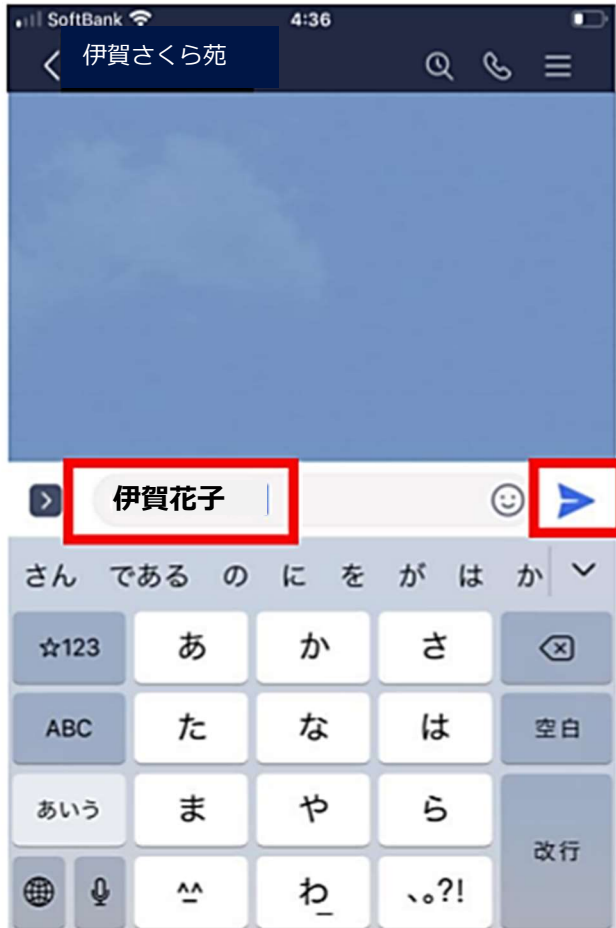 SoftBank 4:36
伊賀さくら苑
伊賀花子
さん である の に を が は か
☆123 あ か さ
ABC た な は 空白
あいう ま や ら
改行
^^ わ_ 、。?!